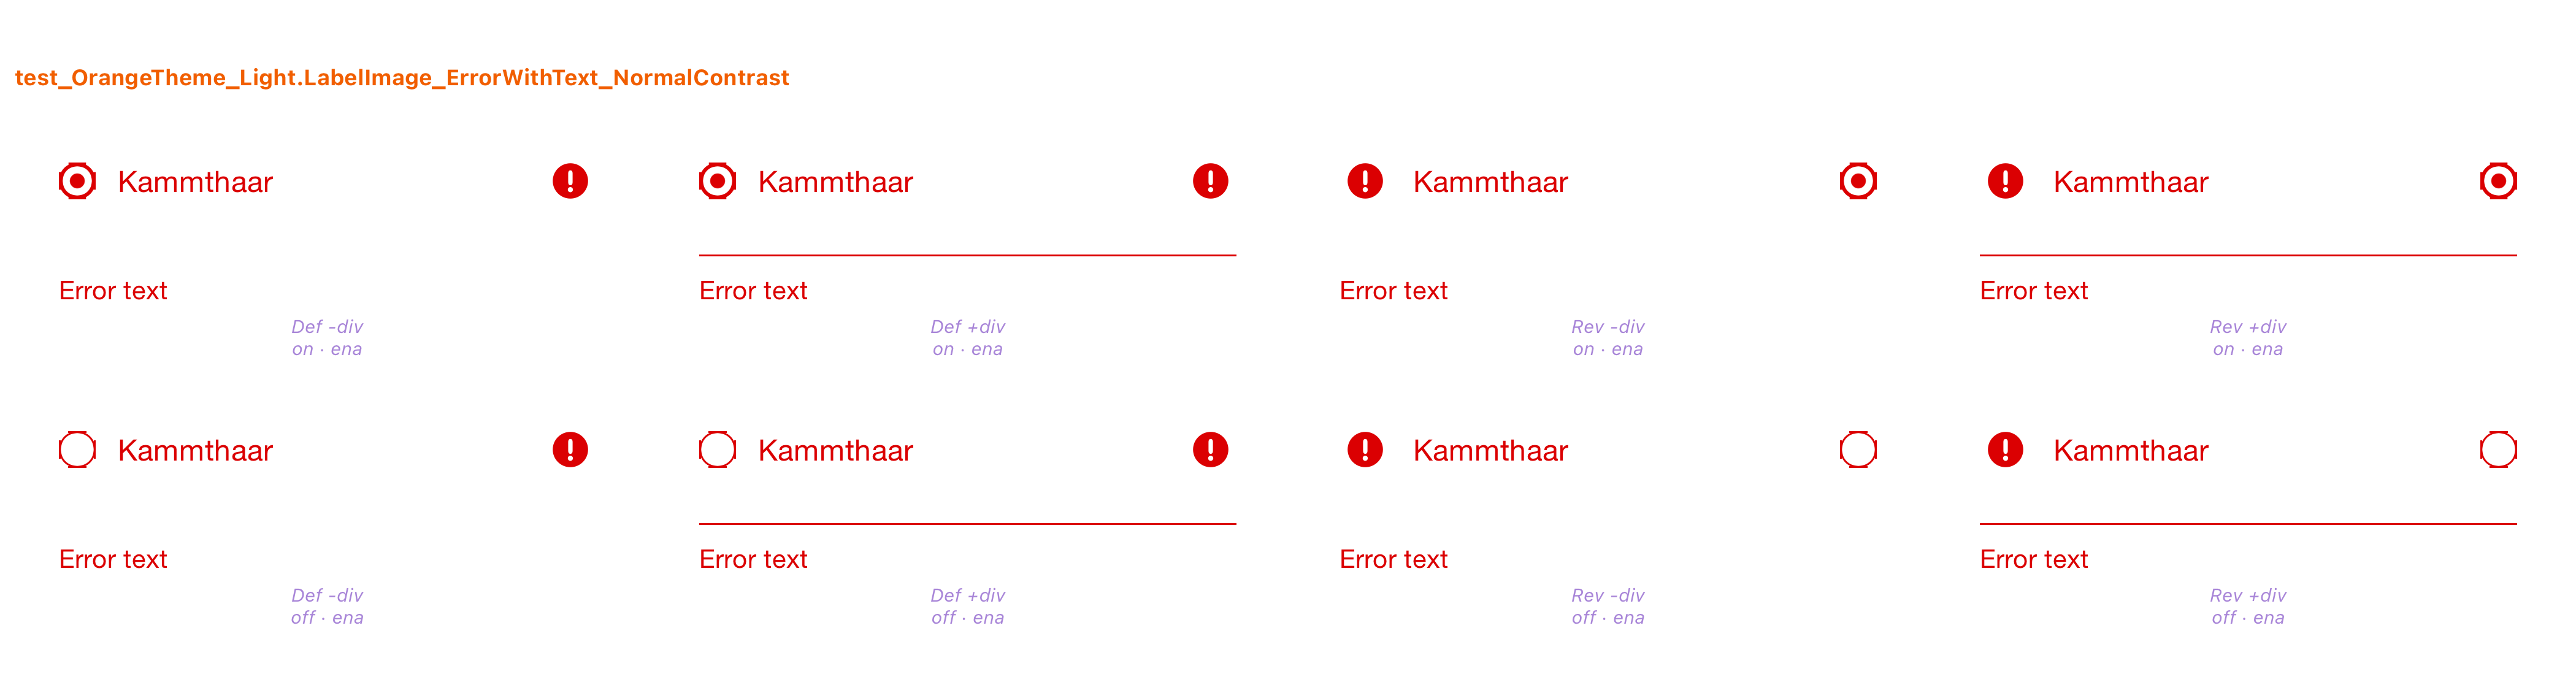 test_OrangeTheme_Light.LabelImage_ErrorWithText_NormalContrast
Kammthaar
Kammthaar
Kammthaar
Kammthaar
Error text
Error text
Error text
Error text
Def -div
on · ena
Def +div
on · ena
Rev -div
on · ena
Rev +div
on · ena
Kammthaar
Kammthaar
Kammthaar
Kammthaar
Error text
Error text
Error text
Error text
Def -div
off · ena
Def +div
off · ena
Rev -div
off · ena
Rev +div
off · ena